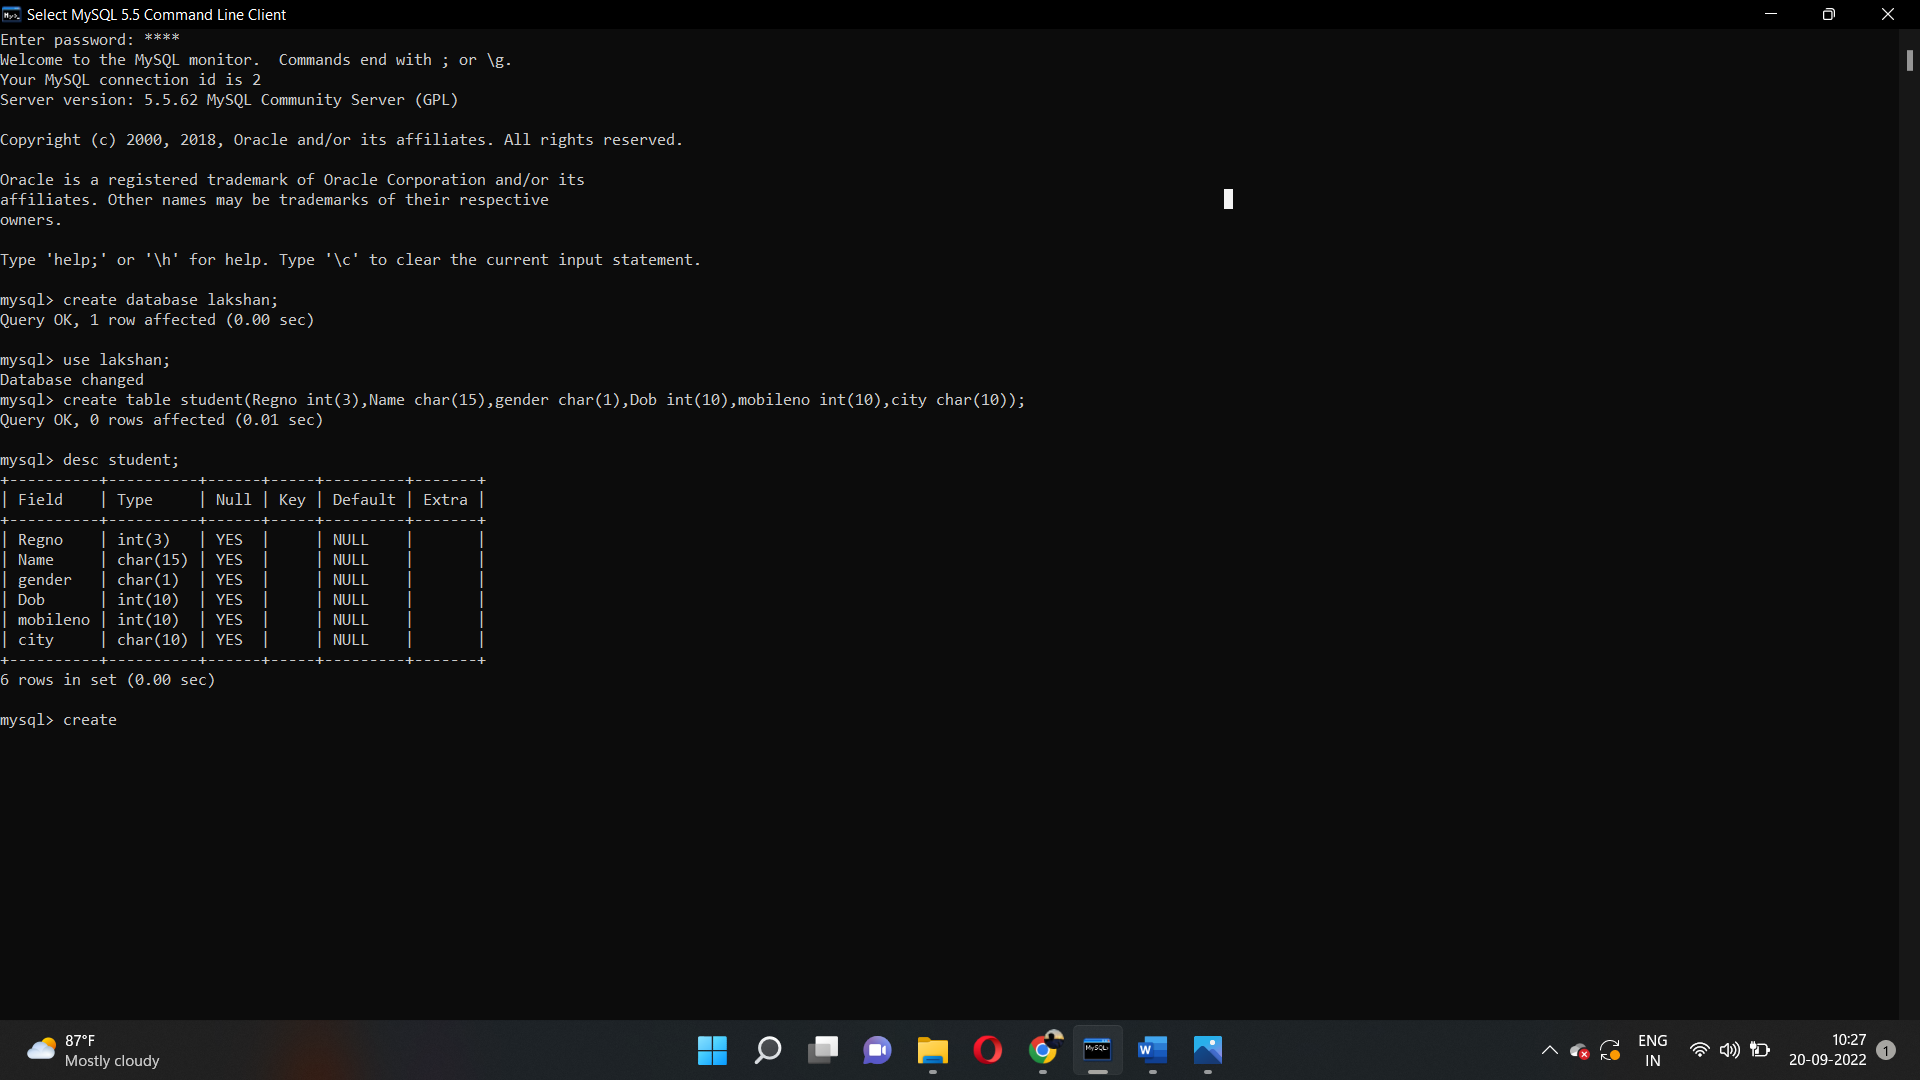 Select MySQL 5.5 Command Line Client
Enter password: ****
Welcome to the MySQL monitor.  Commands end with ; or \g.
Your MySQL connection id is 2
Server version: 5.5.62 MySQL Community Server (GPL)
Copyright (c) 2000, 2018, Oracle and/or its affiliates. All rights reserved.
Oracle is a registered trademark of Oracle Corporation and/or its
affiliates. Other names may be trademarks of their respective
owners.
Type 'help;' or '\h' for help. Type '\c' to clear the current input statement.
mysql> create database lakshan;
Query OK, 1 row affected (0.00 sec)
mysql> use lakshan;
Database changed
mysql> create table student(Regno int(3),Name char(15),gender char(1),Dob int(10),mobileno int(10),city char(10));
Query OK, 0 rows affected (0.01 sec)
mysql> desc student;
+----------+----------+------+-----+---------+-------+
| Field    | Type     | Null | Key | Default | Extra |
+----------+----------+------+-----+---------+-------+
| Regno    | int(3)   | YES  |     | NULL    |       |
| Name     | char(15) | YES  |     | NULL    |       |
| gender   | char(1)  | YES  |     | NULL    |       |
| Dob      | int(10)  | YES  |     | NULL    |       |
| mobileno | int(10)  | YES  |     | NULL    |       |
| city     | char(10) | YES  |     | NULL    |       |
+----------+----------+------+-----+---------+-------+
6 rows in set (0.00 sec)
mysql> create
87°F
Mostly cloudy
MySQL
W
ENG
IN
10:27
20-09-2022
1